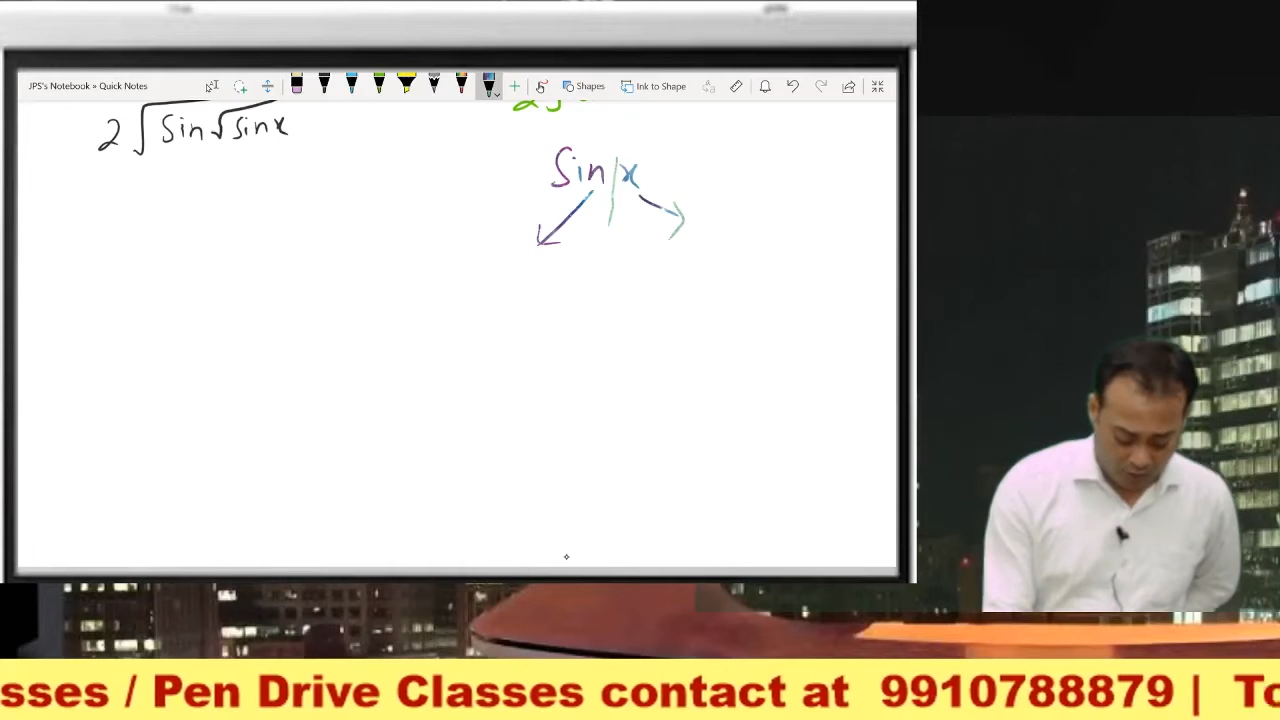 JPS's Notebook » Quick Notes
Shapes
Ink to Shape
2√Sin√sinx
Sin|x
sses / Pen Drive Classes contact at 9910788879 | To